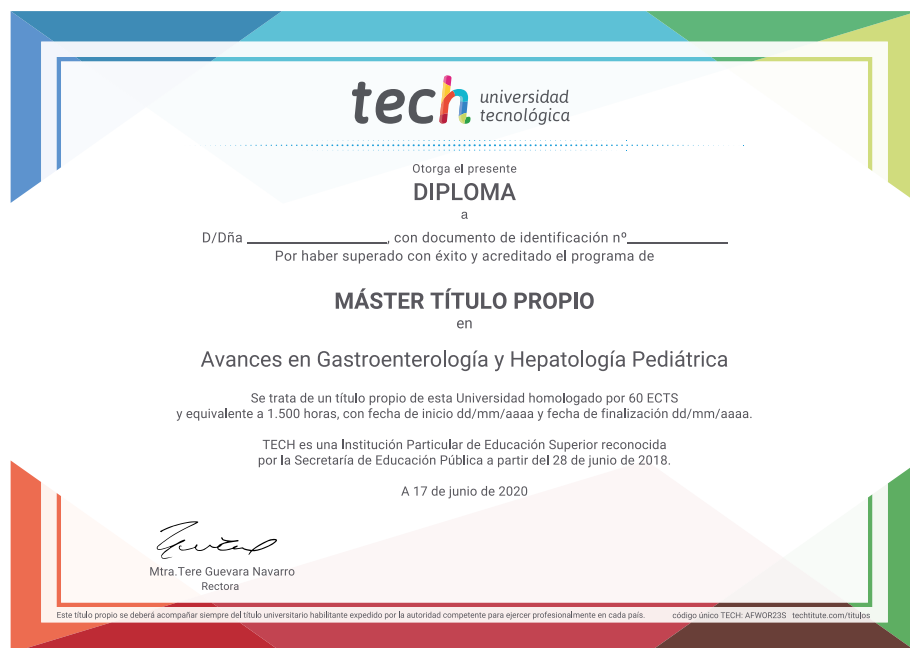 tech universidad
tecnológica
Otorga el presente
DIPLOMA
a
D/Dña ____________________, con documento de identificación nº______________
Por haber superado con éxito y acreditado el programa de
MÁSTER TÍTULO PROPIO
en
Avances en Gastroenterología y Hepatología Pediátrica
Se trata de un título propio de esta Universidad homologado por 60 ECTS
y equivalente a 1.500 horas, con fecha de inicio dd/mm/aaaa y fecha de finalización dd/mm/aaaa.
TECH es una Institución Particular de Educación Superior reconocida
por la Secretaría de Educación Pública a partir del 28 de junio de 2018.
A 17 de junio de 2020
Mtra.Tere Guevara Navarro
Rectora
Este título propio se deberá acompañar siempre del título universitario habilitante expedido por la autoridad competente para ejercer profesionalmente en cada país. código único TECH: AFWOR23S techtitute.com/titulos